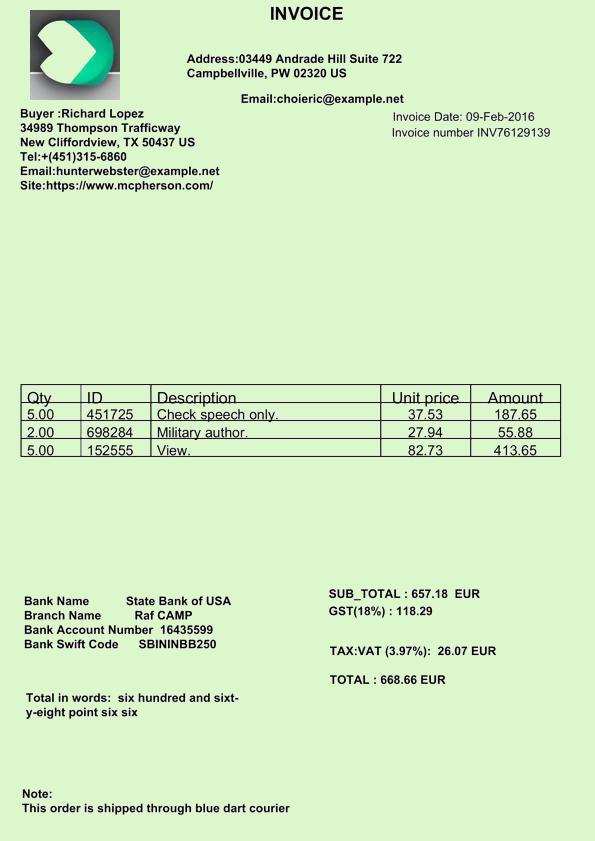 INVOICE
Address:03449 Andrade Hill Suite 722
Campbellville, PW 02320 US
Email:choieric@example.net
Buyer :Richard Lopez
34989 Thompson Trafficway
New Cliffordview, TX 50437 US
Tel:+(451)315-6860
Email:hunterwebster@example.net
Site:https://www.mcpherson.com/
Invoice Date: 09-Feb-2016
Invoice number INV76129139
Qty ID Description Unit price Amount
5.00 451725 Check speech only. 37.53 187.65
2.00 698284 Military author. 27.94 55.88
5.00 152555 View. 82.73 413.65
SUB_TOTAL : 657.18 EUR
GST(18%) : 118.29
TAX:VAT (3.97%): 26.07 EUR
TOTAL : 668.66 EUR
Bank Name State Bank of USA
Branch Name Raf CAMP
Bank Account Number 16435599
Bank Swift Code SBININBB250
Total in words: six hundred and sixt-
y-eight point six six
Note:
This order is shipped through blue dart courier